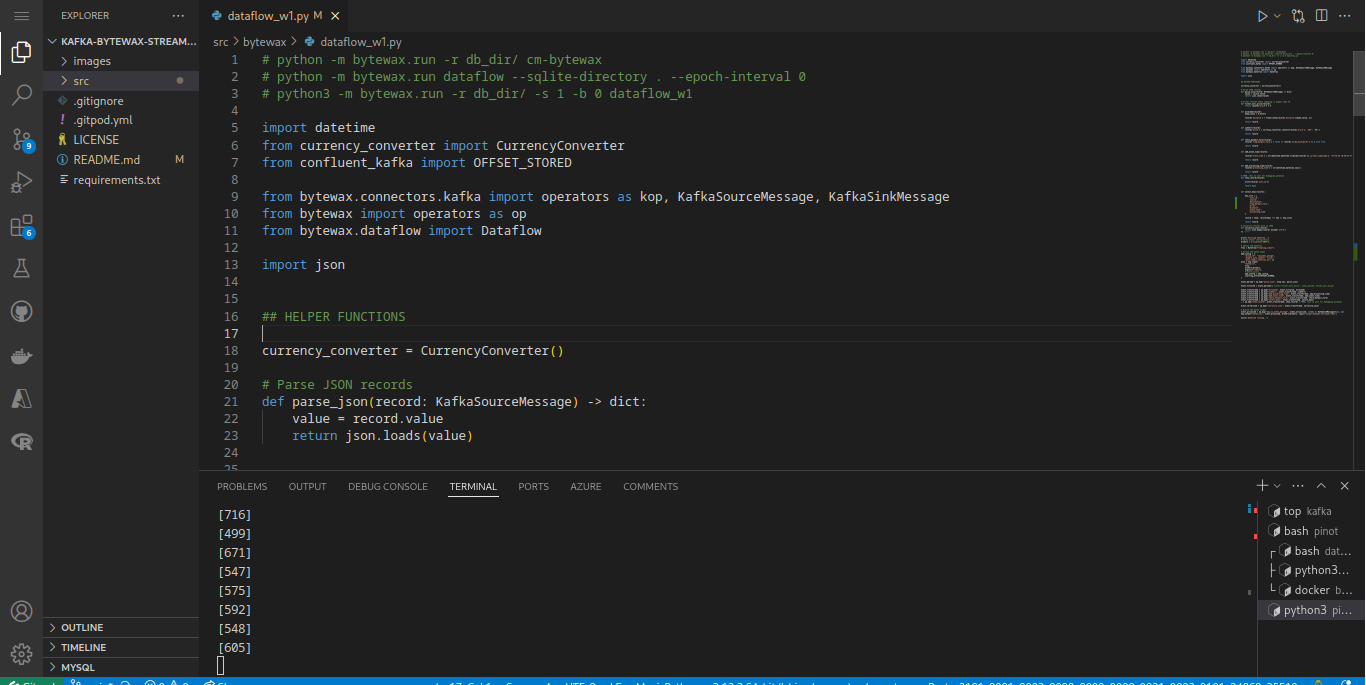 EXPLORER
KAFKA-BYTEWAX-STREAM...
images
src
.gitignore
.gitpod.yml
LICENSE
README.md M
requirements.txt
OUTLINE
TIMELINE
MYSQL
9
6
dataflow_w1.py M
src > bytewax > dataflow_w1.py
1 # python -m bytewax.run -r db_dir/ cm-bytewax
2 # python -m bytewax.run dataflow --sqlite-directory . --epoch-interval 0
3 # python3 -m bytewax.run -r db_dir/ -s 1 -b 0 dataflow_w1
4
5 import datetime
6 from currency_converter import CurrencyConverter
7 from confluent_kafka import OFFSET_STORED
8
9 from bytewax.connectors.kafka import operators as kop, KafkaSourceMessage, KafkaSinkMessage
10 from bytewax import operators as op
11 from bytewax.dataflow import Dataflow
12
13 import json
14
15
16 ## HELPER FUNCTIONS
17
18 currency_converter = CurrencyConverter()
19
20 # Parse JSON records
21 def parse_json(record: KafkaSourceMessage) -> dict:
22 value = record.value
23 return json.loads(value)
24
25
PROBLEMS OUTPUT DEBUG CONSOLE TERMINAL PORTS AZURE COMMENTS
[716]
[499]
[671]
[547]
[575]
[592]
[548]
[605]
top kafka
bash pinot
bash dat...
python3...
docker b...
python3 pi...